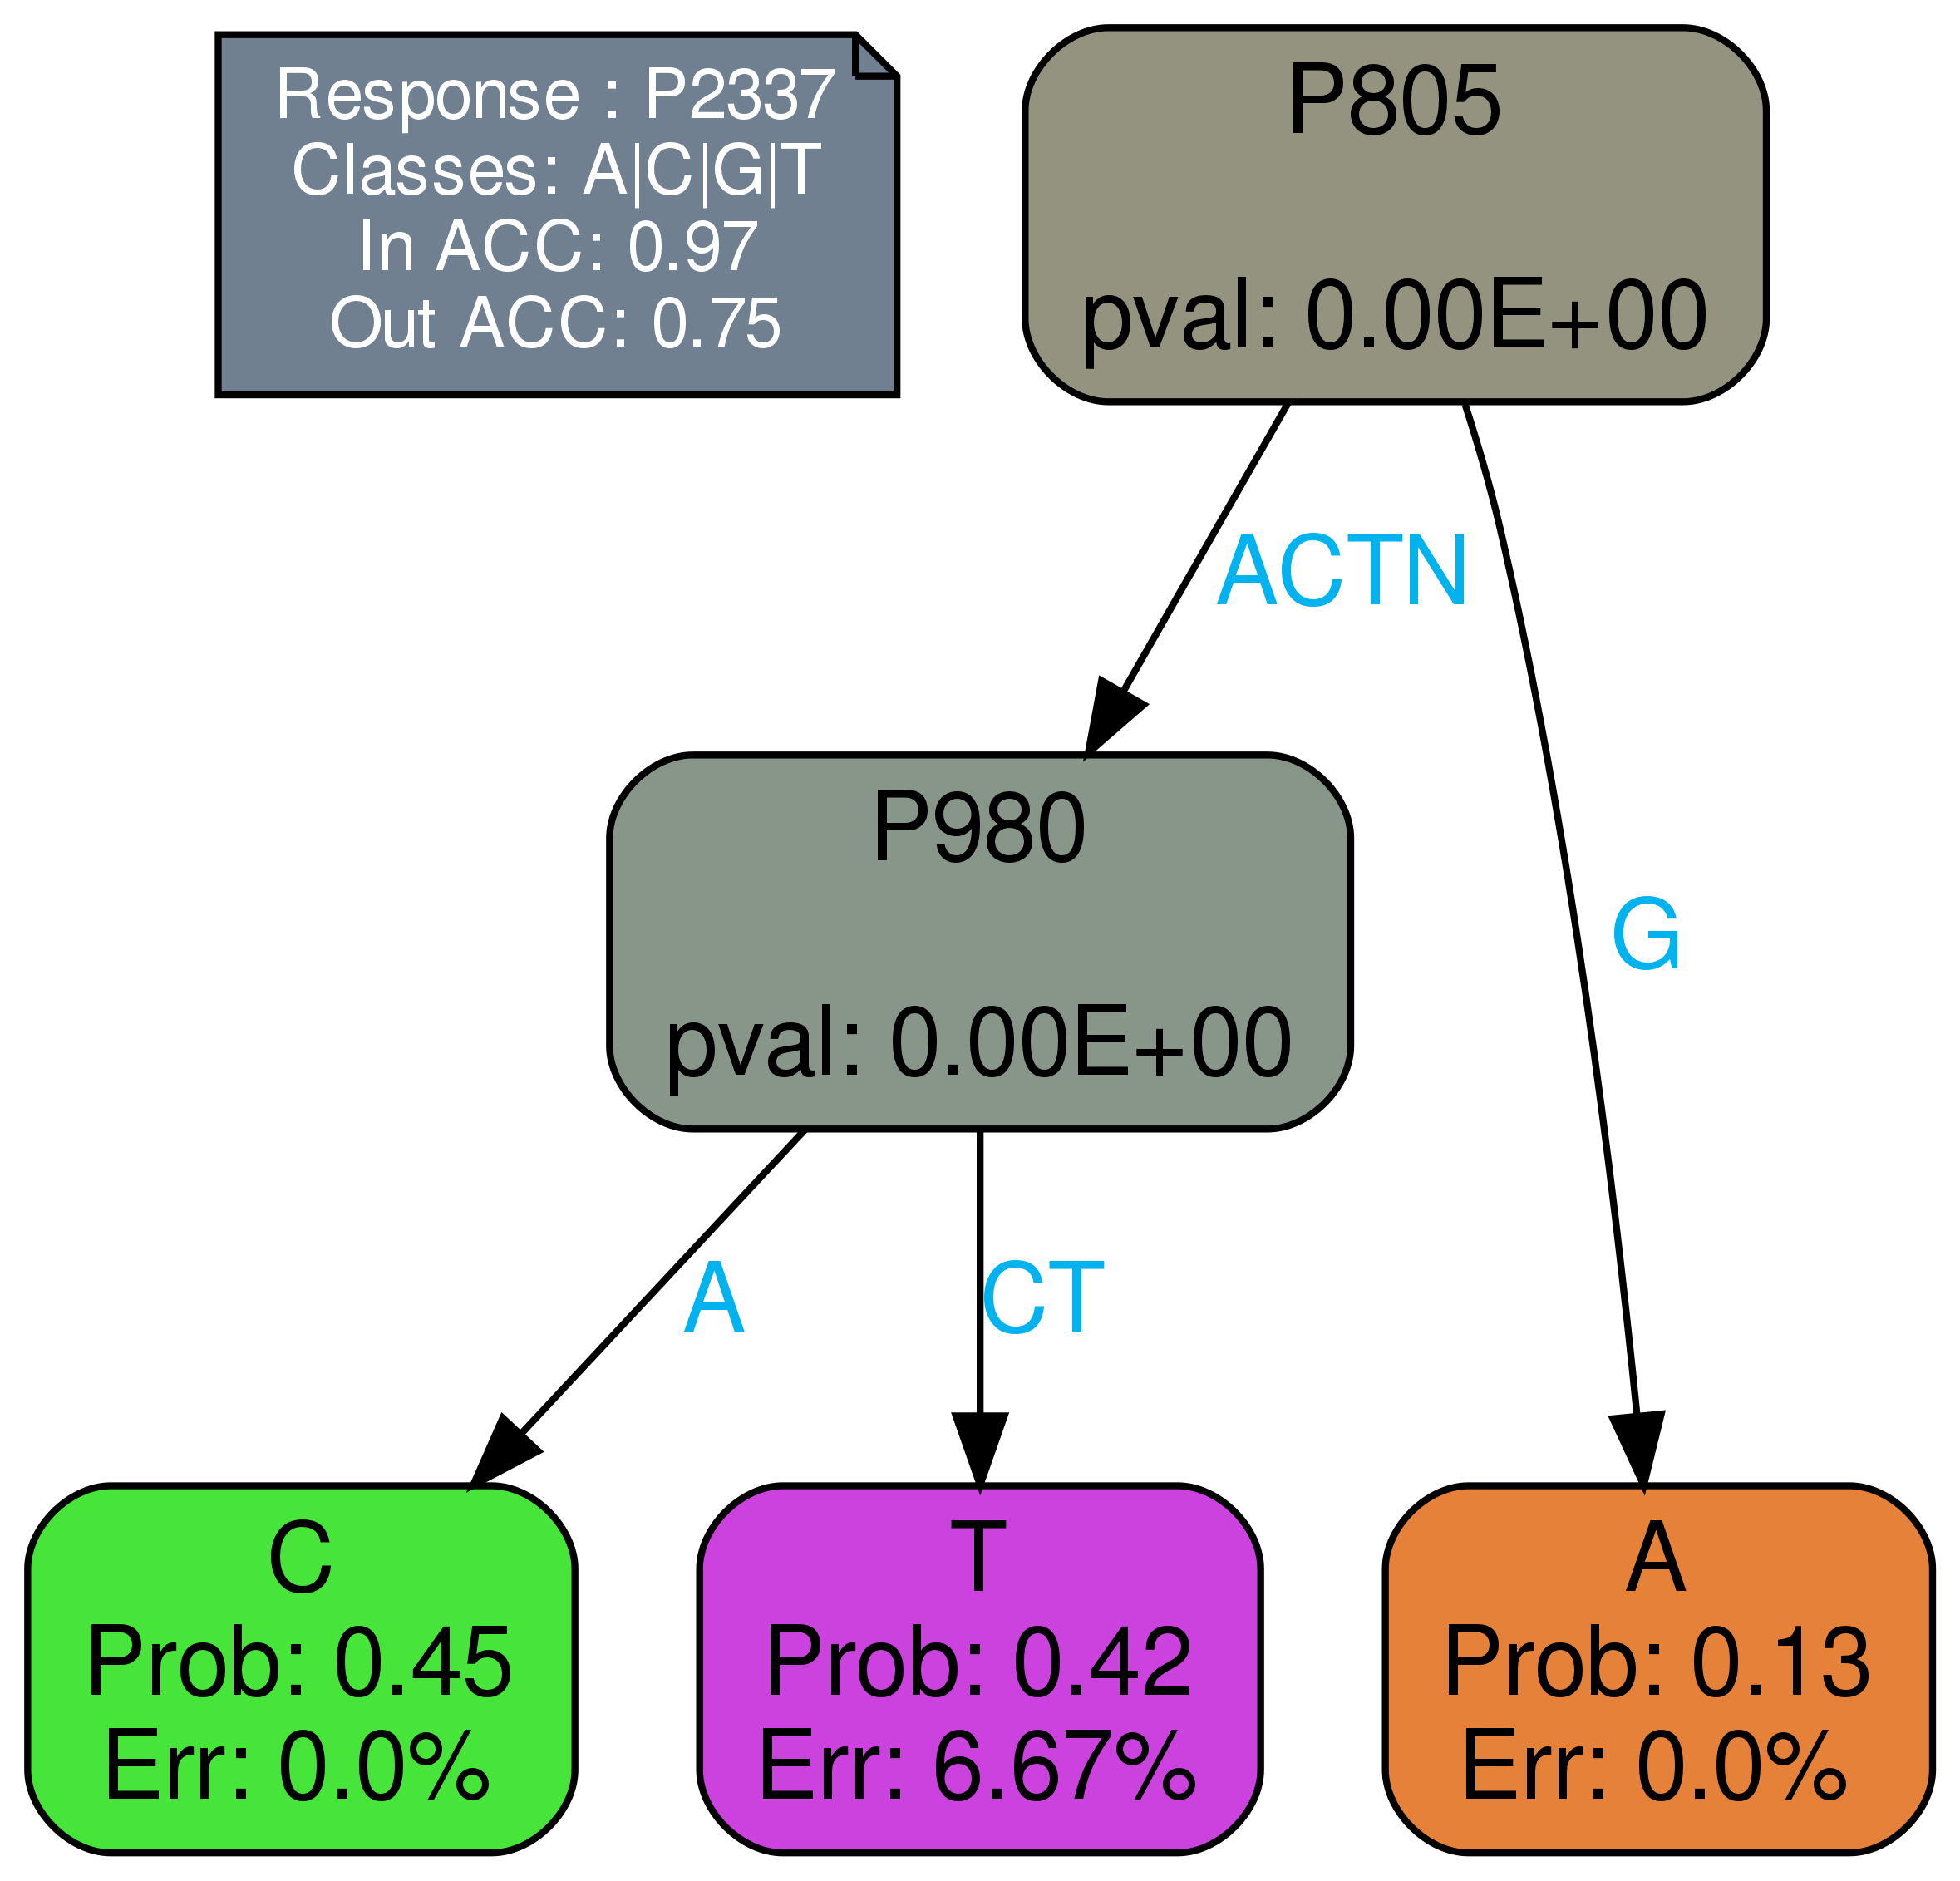 Response : P2337
Classes: A|C|G|T
In ACC: 0.97
Out ACC: 0.75
P805
pval: 0.00E+00
ACTN
G
P980
pval: 0.00E+00
A
CT
C
Prob: 0.45
Err: 0.0%
T
Prob: 0.42
Err: 6.67%
A
Prob: 0.13
Err: 0.0%